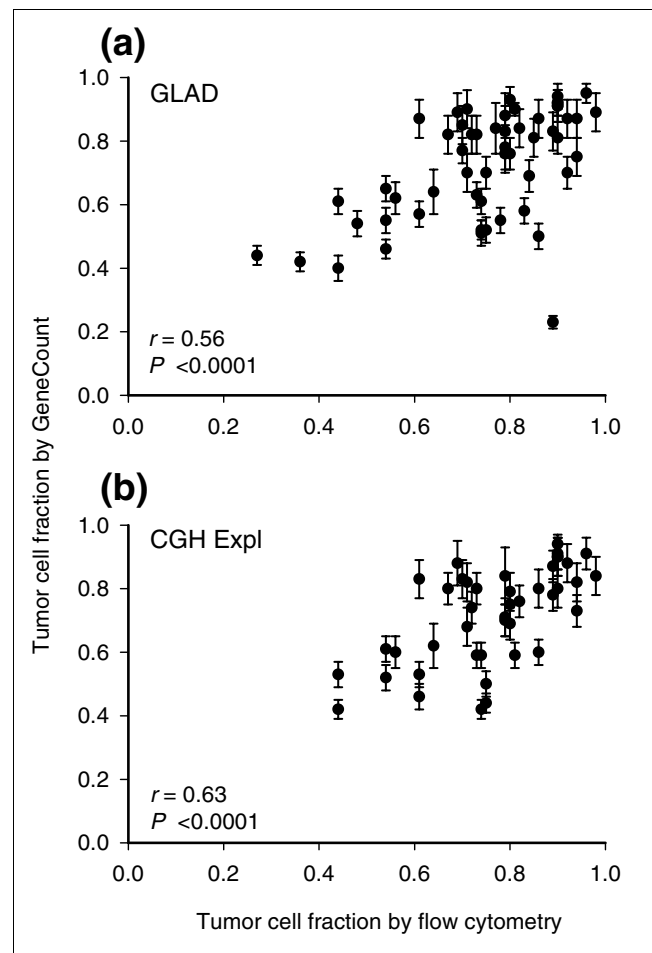 (a)
GLAD
1.0
0.8
0.6
0.4
0.2
0.0
r = 0.56
P <0.0001
0.0 0.2 0.4 0.6 0.8 1.0
Tumor cell fraction by GeneCount
(b)
CGH Expl
1.0
0.8
0.6
0.4
0.2
0.0
r = 0.63
P <0.0001
0.0 0.2 0.4 0.6 0.8 1.0
Tumor cell fraction by flow cytometry